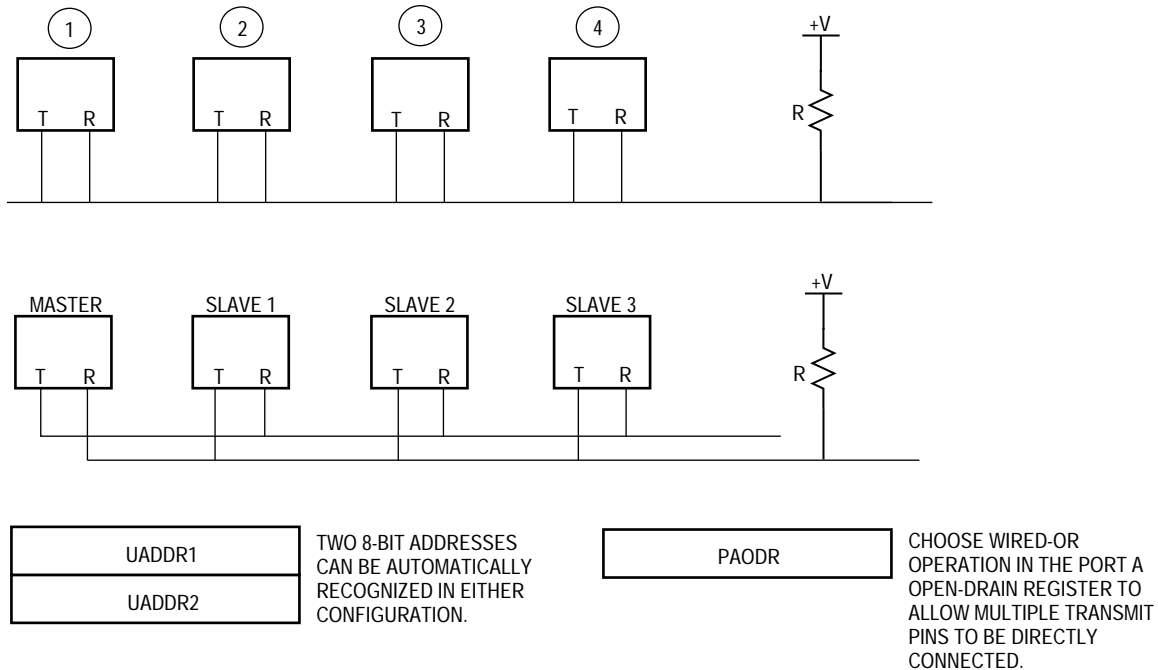 1 2 3 4
+V
T R T R T R T R
R
MASTER SLAVE 1 SLAVE 2 SLAVE 3
+V
T R T R T R T R
R
UADDR1
UADDR2
TWO 8-BIT ADDRESSES
CAN BE AUTOMATICALLY
RECOGNIZED IN EITHER
CONFIGURATION.
PAODR
CHOOSE WIRED-OR
OPERATION IN THE PORT A
OPEN-DRAIN REGISTER TO
ALLOW MULTIPLE TRANSMIT
PINS TO BE DIRECTLY
CONNECTED.